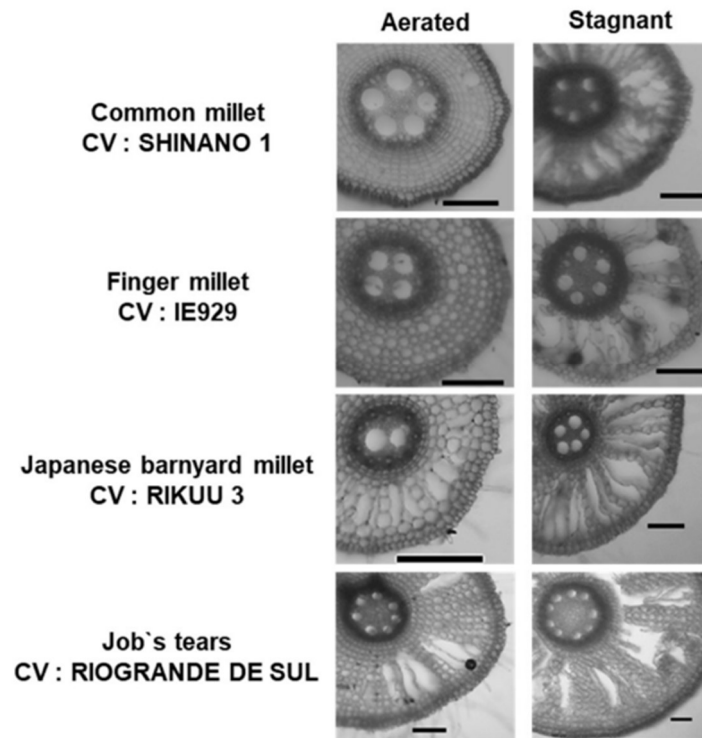 Aerated Stagnant
Common millet
CV : SHINANO 1
Finger millet
CV : IE929
Japanese barnyard millet
CV : RIKUU 3
Job`s tears
CV : RIOGRANDE DE SUL